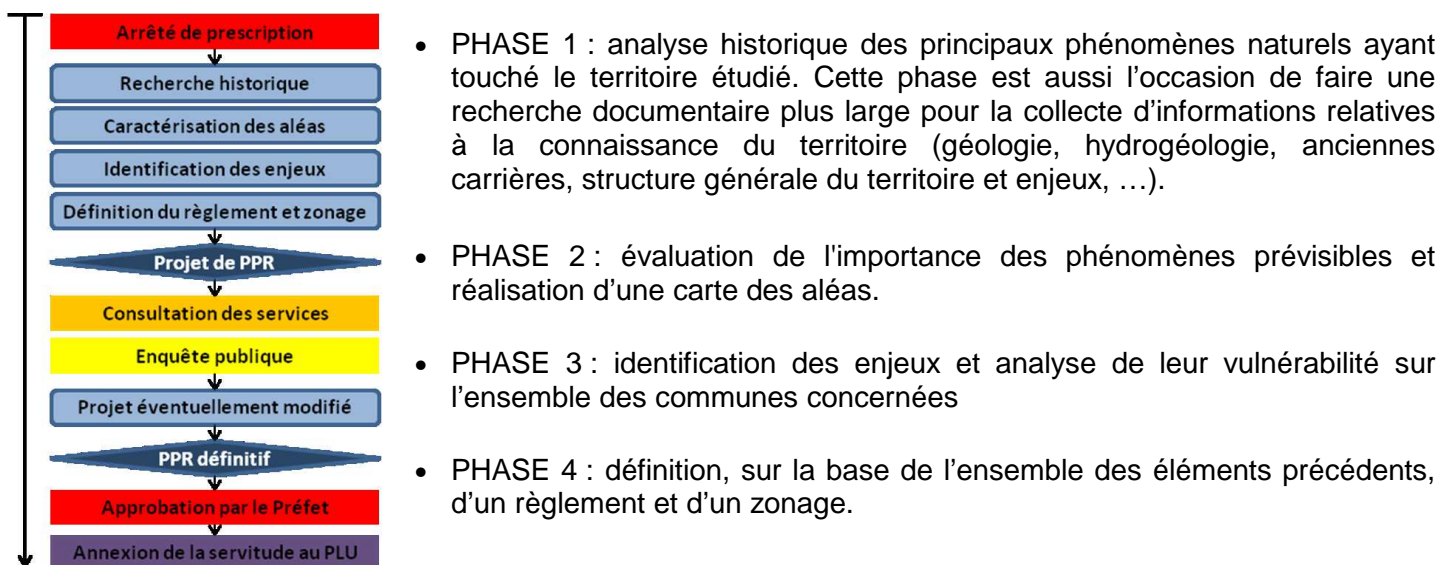 Arrêté de prescription
Recherche historique
Caractérisation des aléas
Identification des enjeux
Définition du règlement et zonage
Projet de PPR
Consultation des services
Enquête publique
Projet éventuellement modifié
PPR définitif
Approbation par le Préfet
Annexion de la servitude au PLU
• PHASE 1 : analyse historique des principaux phénomènes naturels ayant
touché le territoire étudié. Cette phase est aussi l’occasion de faire une
recherche documentaire plus large pour la collecte d’informations relatives
à la connaissance du territoire (géologie, hydrogéologie, anciennes
carrières, structure générale du territoire et enjeux, …).
• PHASE 2 : évaluation de l'importance des phénomènes prévisibles et
réalisation d’une carte des aléas.
• PHASE 3 : identification des enjeux et analyse de leur vulnérabilité sur
l’ensemble des communes concernées
• PHASE 4 : définition, sur la base de l’ensemble des éléments précédents,
d’un règlement et d’un zonage.